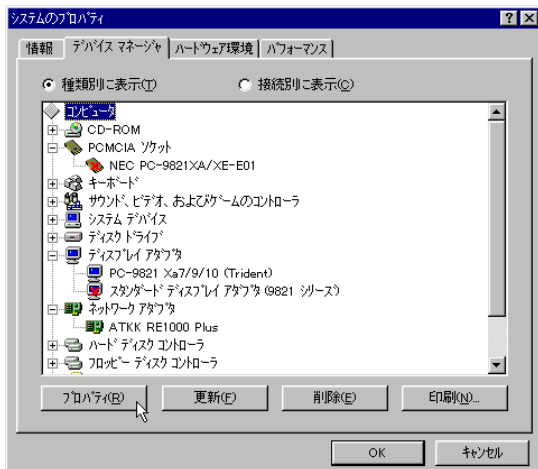 システムのプロパティ
情報 デバイス マネージャ ハードウェア環境 パフォーマンス
種類別に表示(T) 接続別に表示(C)
コンピュータ
CD-ROM
PCMCIA ソケット
NEC PC-9821XA/XE-E01
キーボード
サウンド、ビデオ、およびゲームのコントローラ
システム デバイス
ディスク ドライブ
ディスプレイ アダプタ
PC-9821 Xa7/9/10 (Trident)
スタンダード ディスプレイ アダプタ (9821 シリーズ)
ネットワーク アダプタ
ATKK RE1000 Plus
ハード ディスク コントローラ
フロッピー ディスク コントローラ
プロパティ(R) 更新(F) 削除(E) 印刷(N)...
OK キャンセル